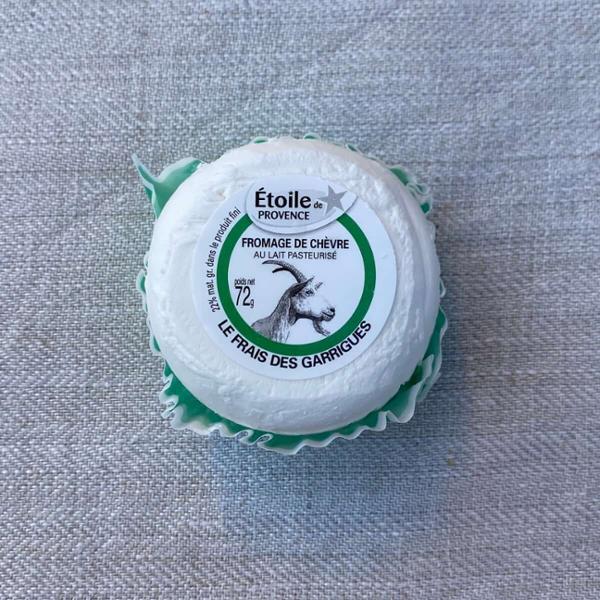 Étoile de
PROVENCE
FROMAGE DE CHÈVRE
AU LAIT PASTEURISÉ
22% mat. gr. dans le produit fini
poids net
72g
LE FRAIS DES GARRIGUES